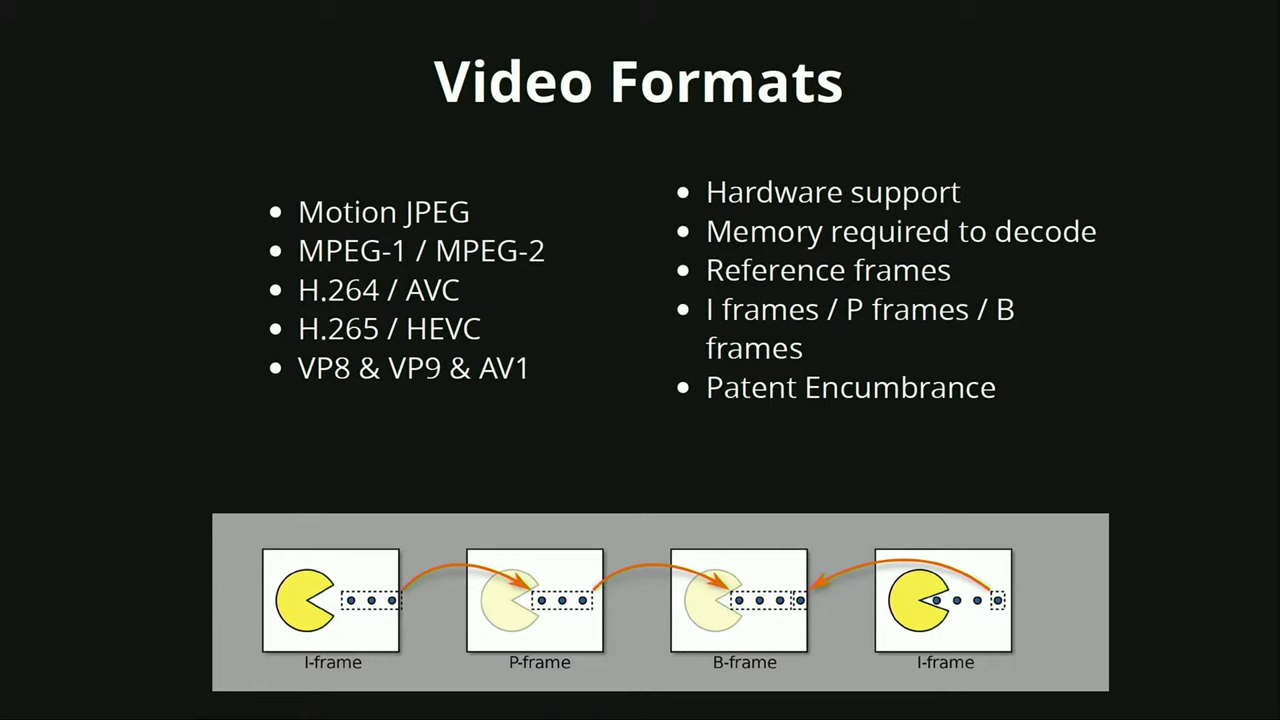 Video Formats
Motion JPEG
MPEG-1 / MPEG-2
H.264 / AVC
H.265 / HEVC
VP8 & VP9 & AV1
Hardware support
Memory required to decode
Reference frames
I frames / P frames / B
frames
Patent Encumbrance
I-frame
P-frame
B-frame
I-frame